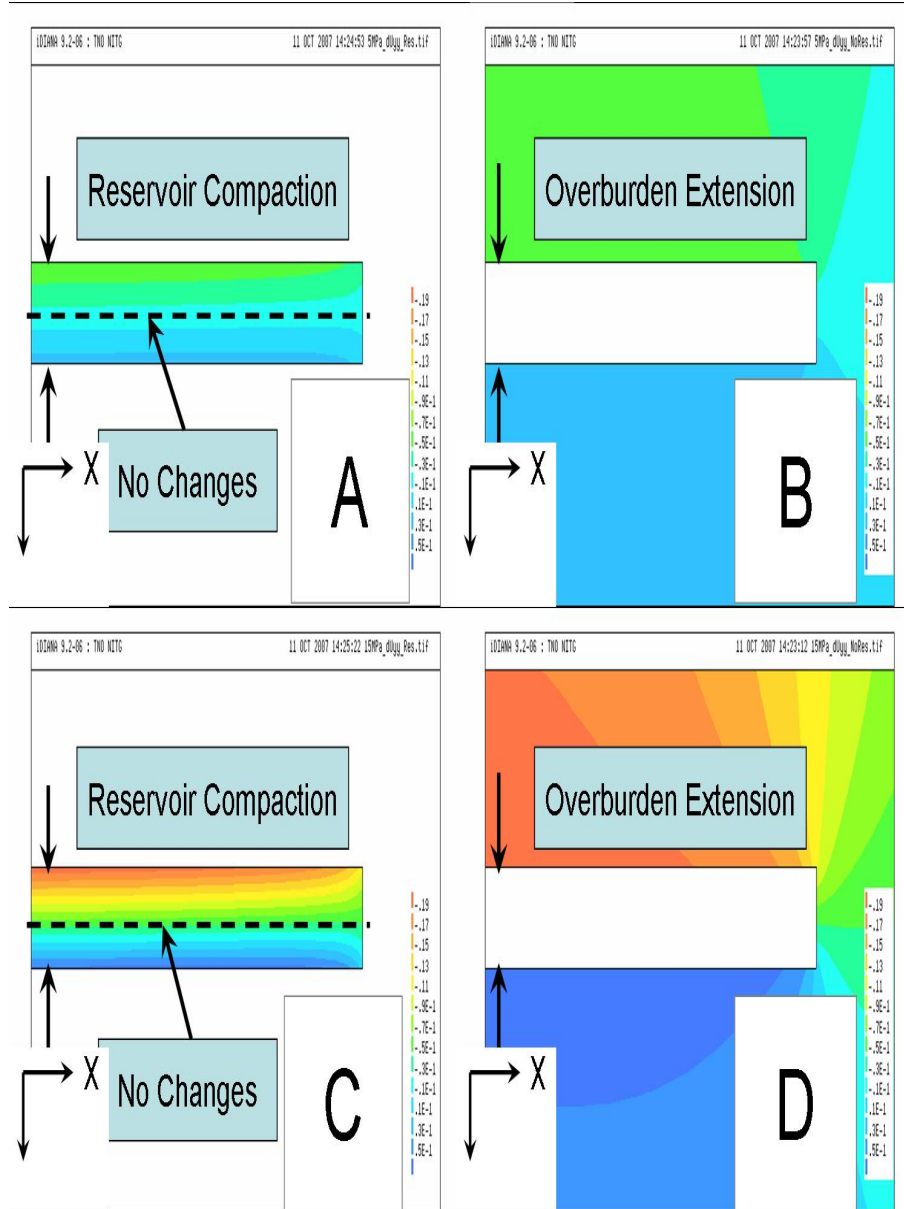 iDIANA 9.2-06 : TNO NITG
11 OCT 2007 14:24:53 5MPa_dUyy_Res.tif
Reservoir Compaction
-.19
-.17
-.15
-.13
-.11
-.9E-1
-.7E-1
-.5E-1
-.3E-1
-.1E-1
.1E-1
.3E-1
.5E-1
X
No Changes
A
iDIANA 9.2-06 : TNO NITG
11 OCT 2007 14:23:57 5MPa_dUyy_NoRes.tif
Overburden Extension
-.19
-.17
-.15
-.13
-.11
-.9E-1
-.7E-1
-.5E-1
-.3E-1
-.1E-1
.1E-1
.3E-1
.5E-1
X
B
iDIANA 9.2-06 : TNO NITG
11 OCT 2007 14:25:22 15MPa_dUyy_Res.tif
Reservoir Compaction
-.19
-.17
-.15
-.13
-.11
-.9E-1
-.7E-1
-.5E-1
-.3E-1
-.1E-1
.1E-1
.3E-1
.5E-1
X
No Changes
C
iDIANA 9.2-06 : TNO NITG
11 OCT 2007 14:23:12 15MPa_dUyy_NoRes.tif
Overburden Extension
-.19
-.17
-.15
-.13
-.11
-.9E-1
-.7E-1
-.5E-1
-.3E-1
-.1E-1
.1E-1
.3E-1
.5E-1
X
D